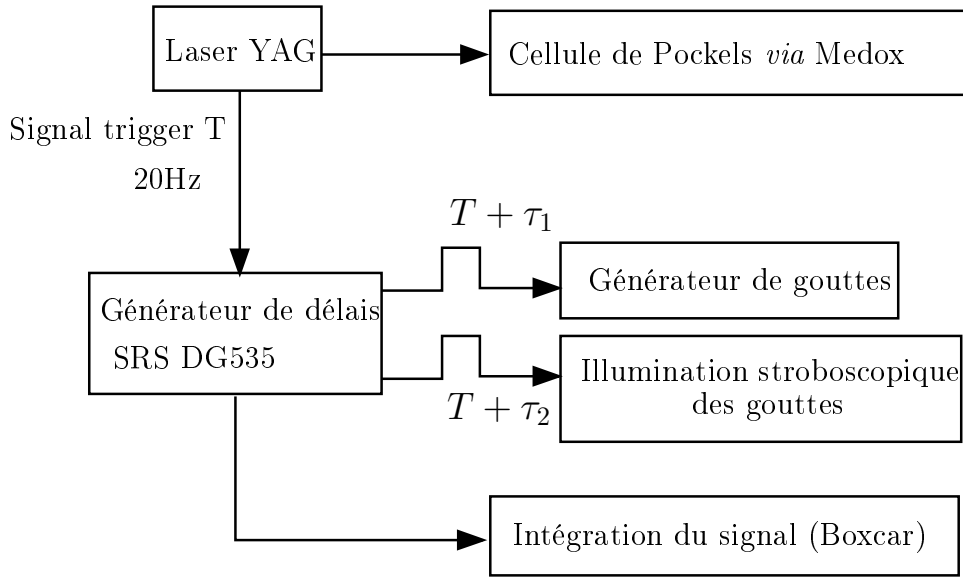 Laser YAG
Cellule de Pockels via Medox
Signal trigger T
20Hz
T + τ1
Générateur de gouttes
Générateur de délais
SRS DG535
Illumination stroboscopique
des gouttes
T + τ2
Intégration du signal (Boxcar)